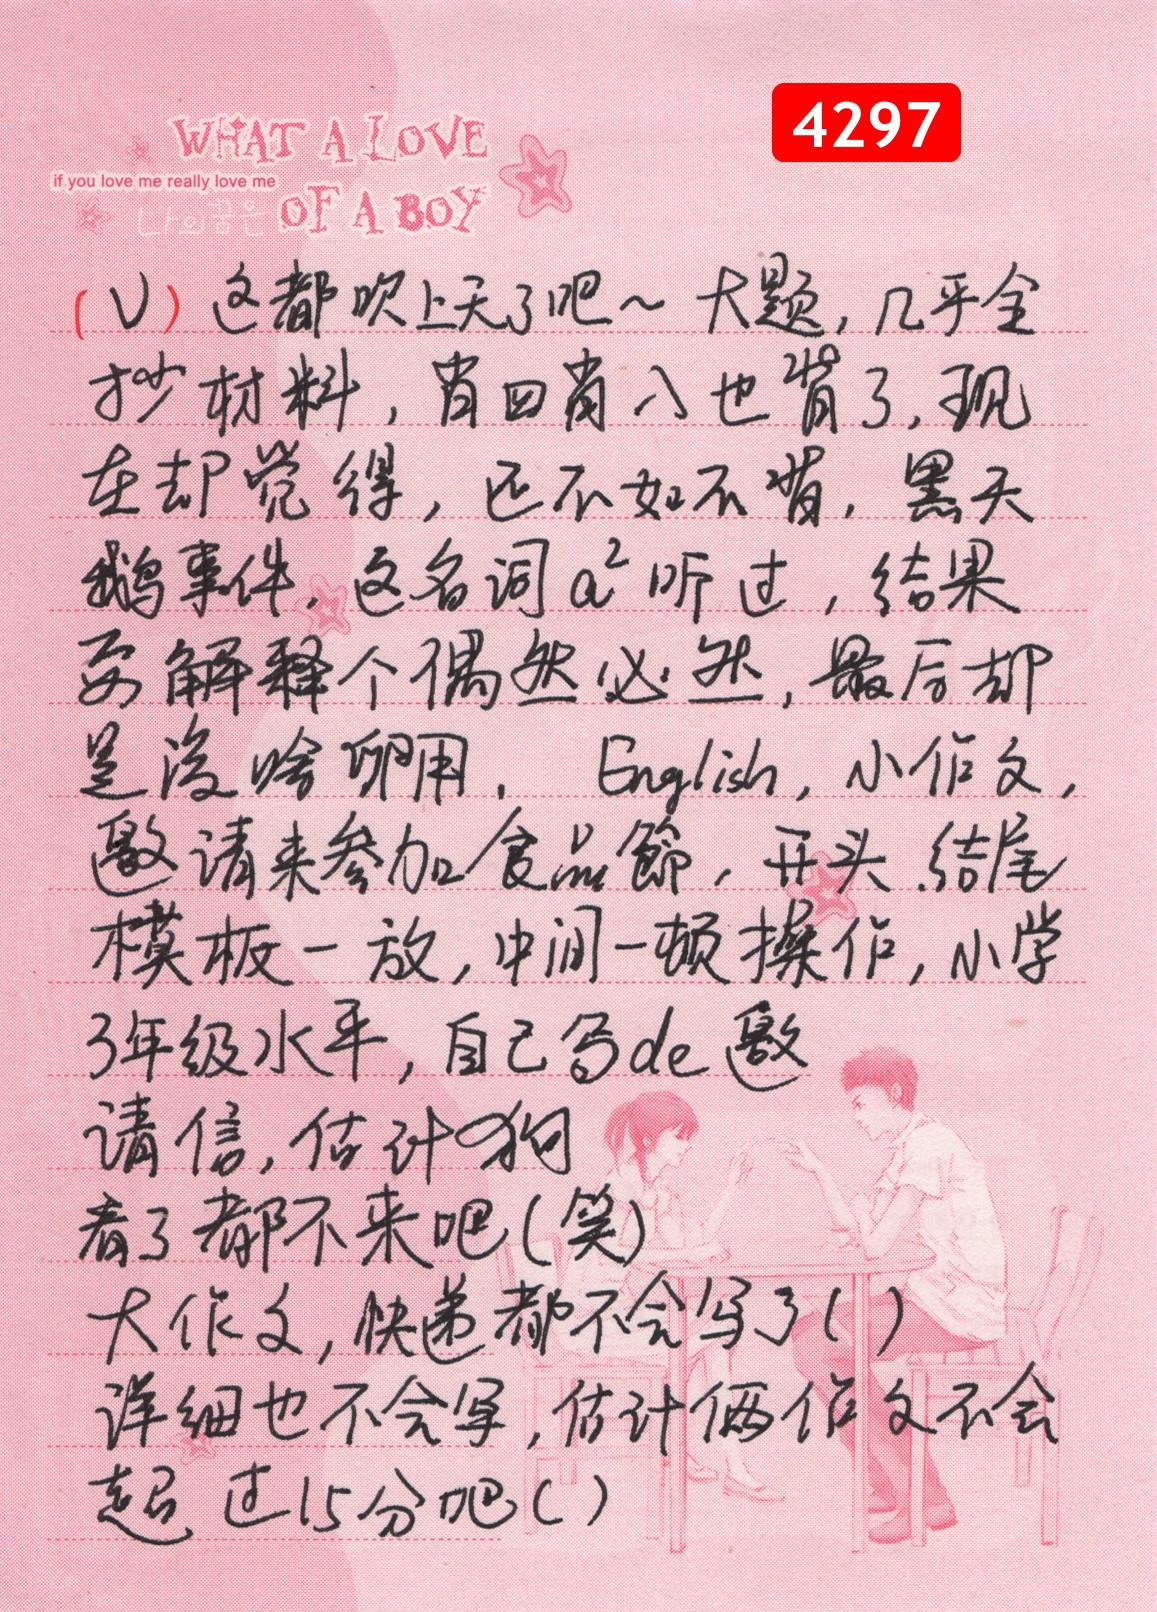 4297
WHAT A LOVE
if you love me really love me
나의꿈은 OF A BOY
(V) 这都吹上天了吧～大题，几乎全
抄材料，肖四肖八也背了，现
在却觉得，还不如不背，黑天
鹅事件，这名词a²听过，结果
要解释个偶然必然，最后却
是没啥卵用． English，小作文，
邀请来参加食品節，开头结尾
模板一放，中间一顿操作，小学
3年级水平，自己写de邀
请信，估计狗
看了都不来吧(笑)
大作文，快递都不会写了( )
详细也不会写，估计俩作文不会
超过15分吧( )